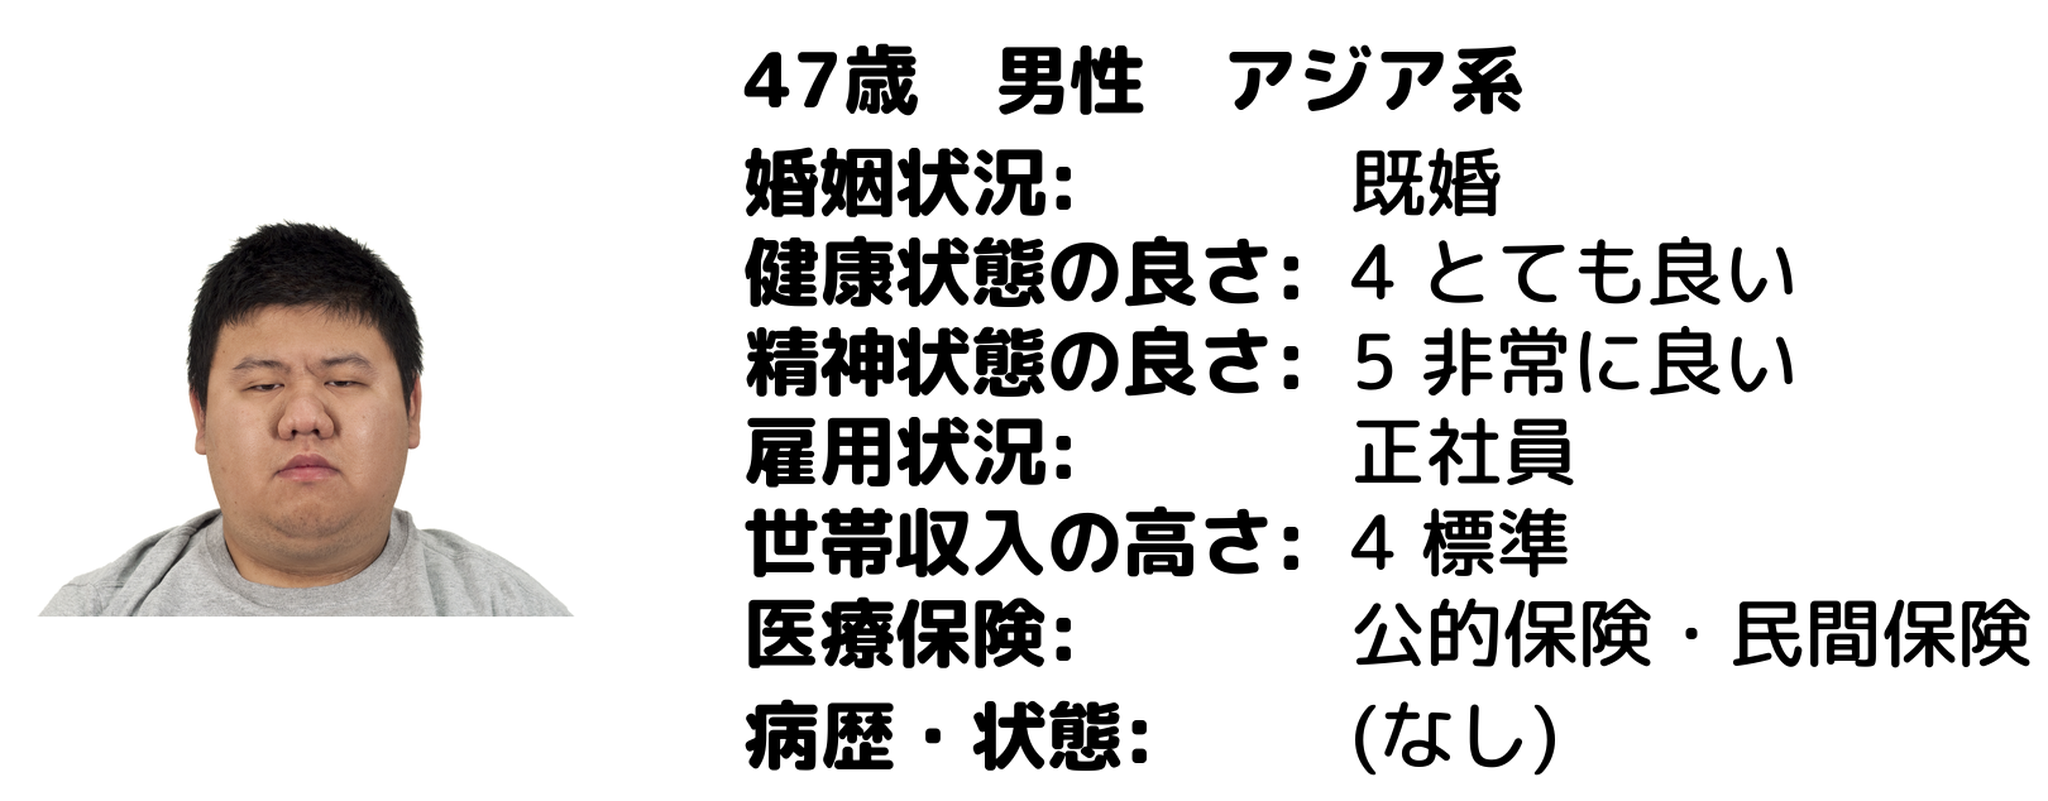 47歳　男性　アジア系
婚姻状況: 既婚
健康状態の良さ: 4 とても良い
精神状態の良さ: 5 非常に良い
雇用状況: 正社員
世帯収入の高さ: 4 標準
医療保険: 公的保険・民間保険
病歴・状態: (なし)